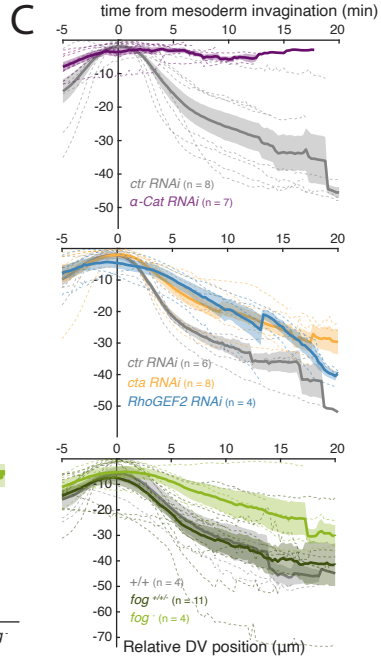 C
time from mesoderm invagination (min)
-5 0 5 10 15 20
-10
-20
-30
-40
-50
ctr RNAi (n = 8)
α-Cat RNAi (n = 7)
-5 0 5 10 15 20
-10
-20
-30
-40
-50
ctr RNAi (n = 6)
cta RNAi (n = 8)
RhoGEF2 RNAi (n = 4)
-5 0 5 10 15 20
-10
-20
-30
-40
-50
-60
-70
+/+ (n = 4)
fog +/+/- (n = 11)
fog - (n = 4)
Relative DV position (μm)
g-